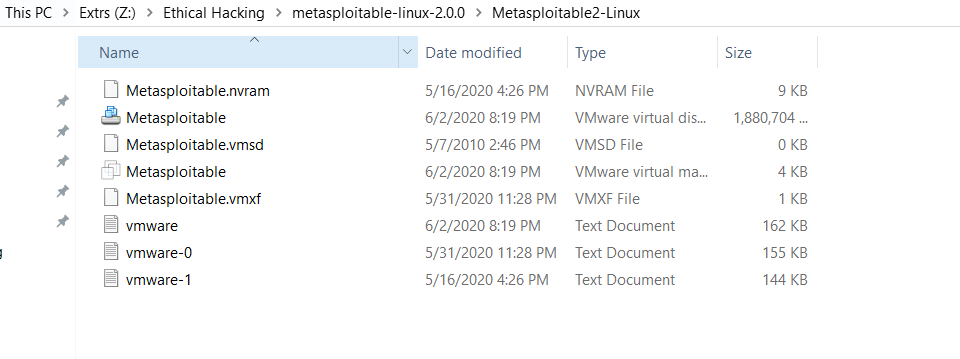 This PC > Extrs (Z:) > Ethical Hacking > metasploitable-linux-2.0.0 > Metasploitable2-Linux
Name Date modified Type Size
Metasploitable.nvram 5/16/2020 4:26 PM NVRAM File 9 KB
Metasploitable 6/2/2020 8:19 PM VMware virtual dis... 1,880,704 ...
Metasploitable.vmsd 5/7/2010 2:46 PM VMSD File 0 KB
Metasploitable 6/2/2020 8:19 PM VMware virtual ma... 4 KB
Metasploitable.vmxf 5/31/2020 11:28 PM VMXF File 1 KB
vmware 6/2/2020 8:19 PM Text Document 162 KB
vmware-0 5/31/2020 11:28 PM Text Document 155 KB
vmware-1 5/16/2020 4:26 PM Text Document 144 KB